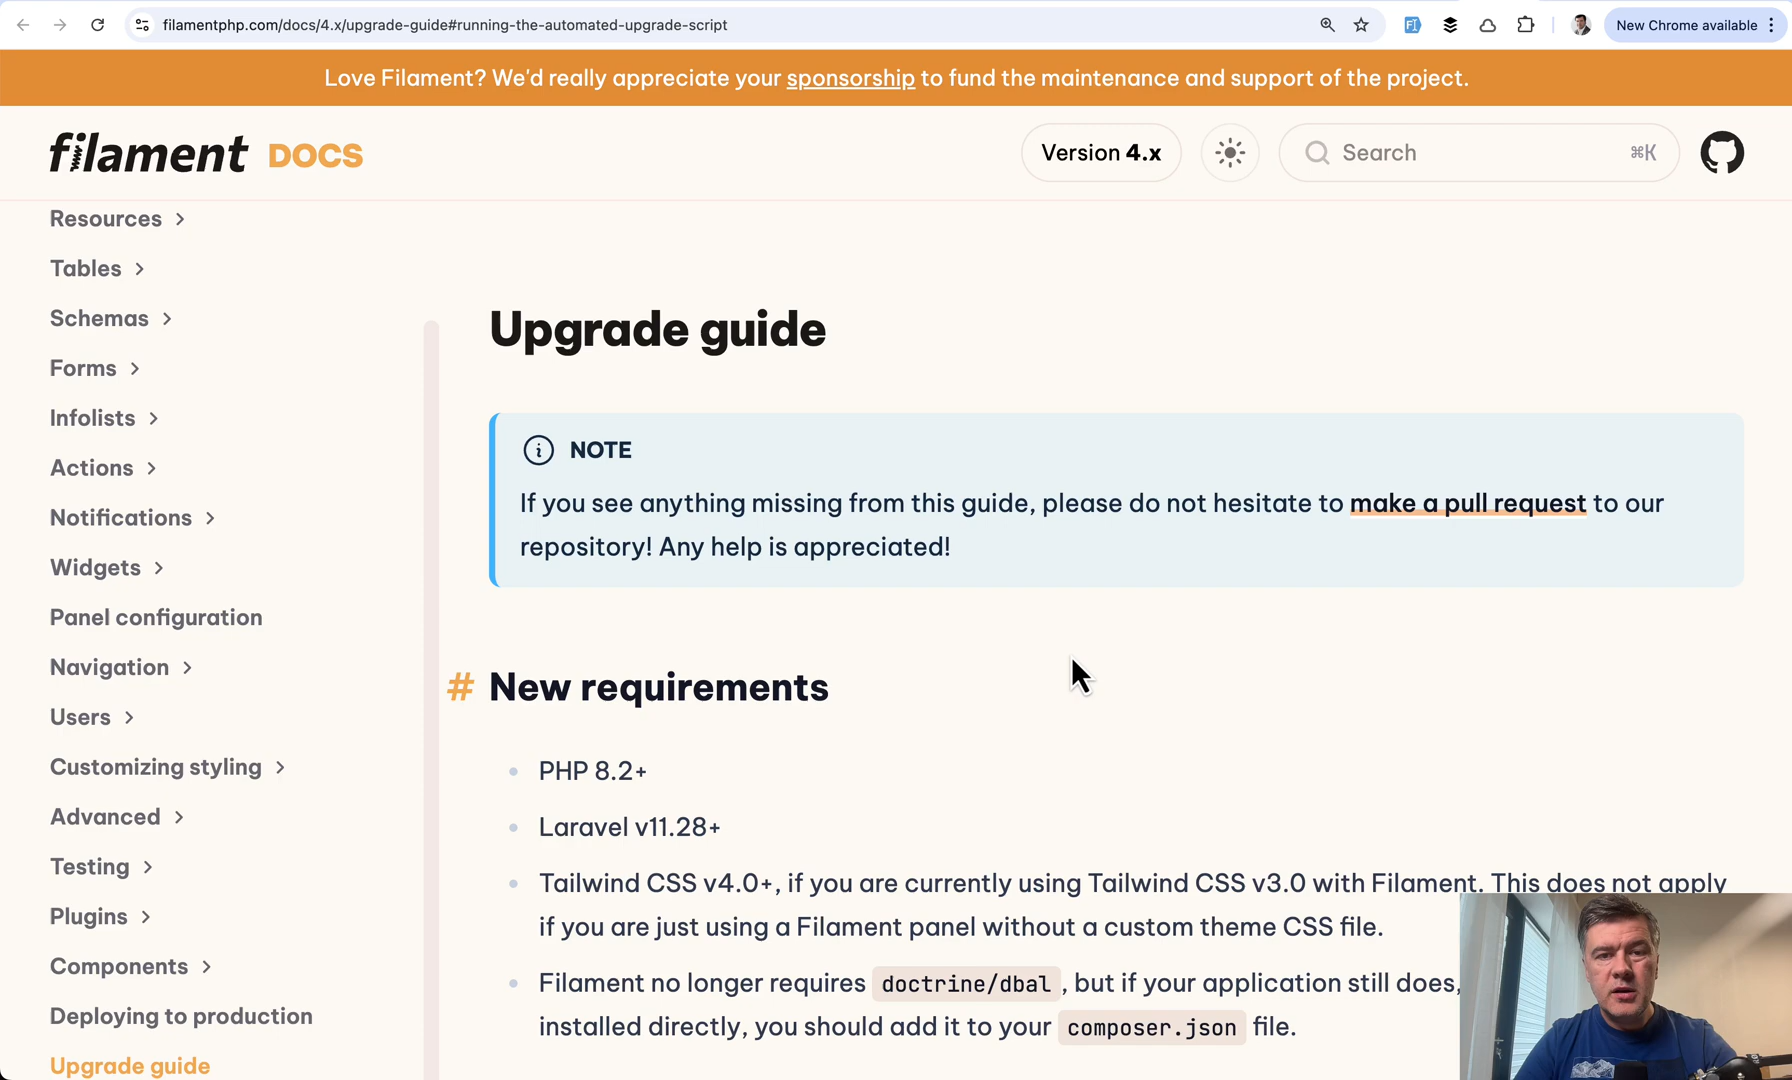 filamentphp.com/docs/4.x/upgrade-guide#running-the-automated-upgrade-script
New Chrome available
Love Filament? We'd really appreciate your sponsorship to fund the maintenance and support of the project.
filament DOCS
Version 4.x
Search
⌘K
Resources
Tables
Schemas
Forms
Infolists
Actions
Notifications
Widgets
Panel configuration
Navigation
Users
Customizing styling
Advanced
Testing
Plugins
Components
Deploying to production
Upgrade guide
Upgrade guide
NOTE
If you see anything missing from this guide, please do not hesitate to make a pull request to our
repository! Any help is appreciated!
# New requirements
PHP 8.2+
Laravel v11.28+
Tailwind CSS v4.0+, if you are currently using Tailwind CSS v3.0 with Filament. This does not apply
if you are just using a Filament panel without a custom theme CSS file.
Filament no longer requires doctrine/dbal, but if your application still does,
installed directly, you should add it to your composer.json file.